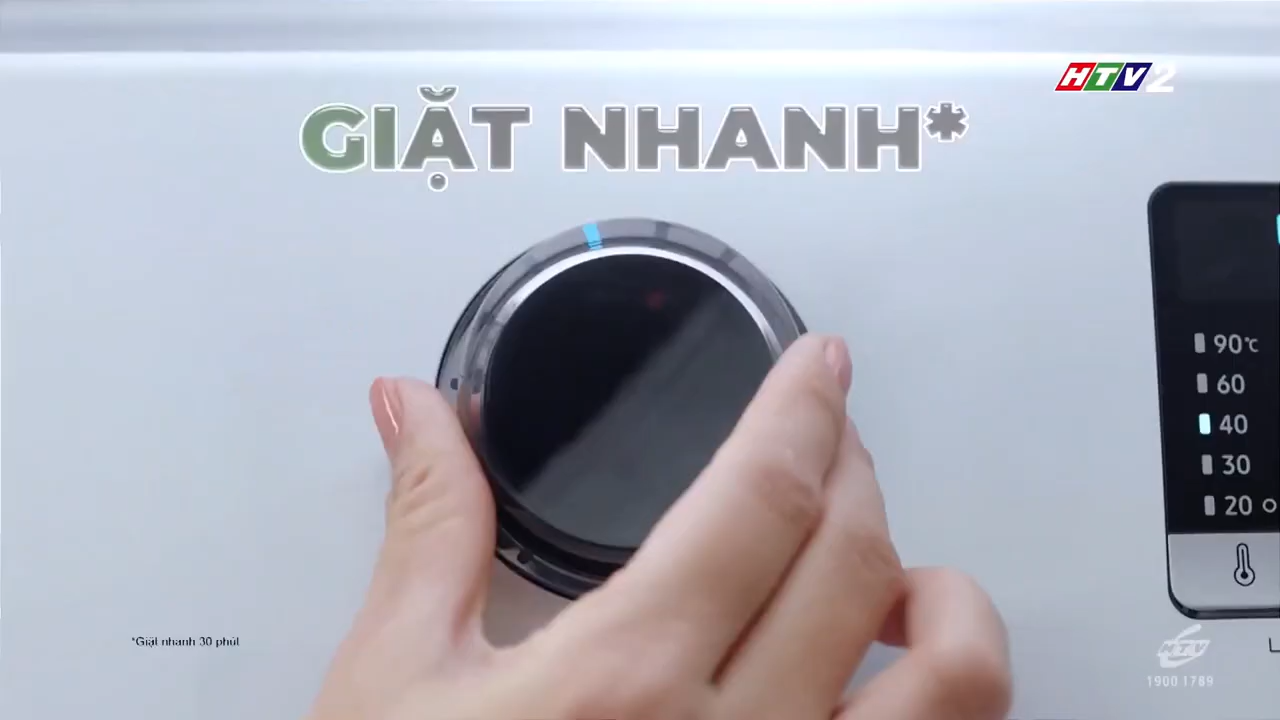 HTV2
GIẶT NHANH*
90℃
60
40
30
20
*Giặt nhanh 30 phút
HTV
1900 1789